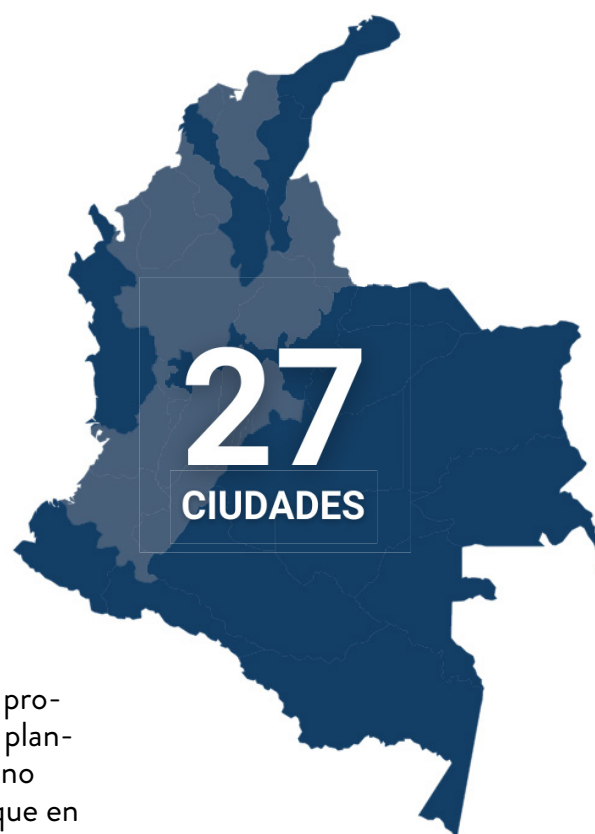 27
CIUDADES
pro-
plan-
no
que en